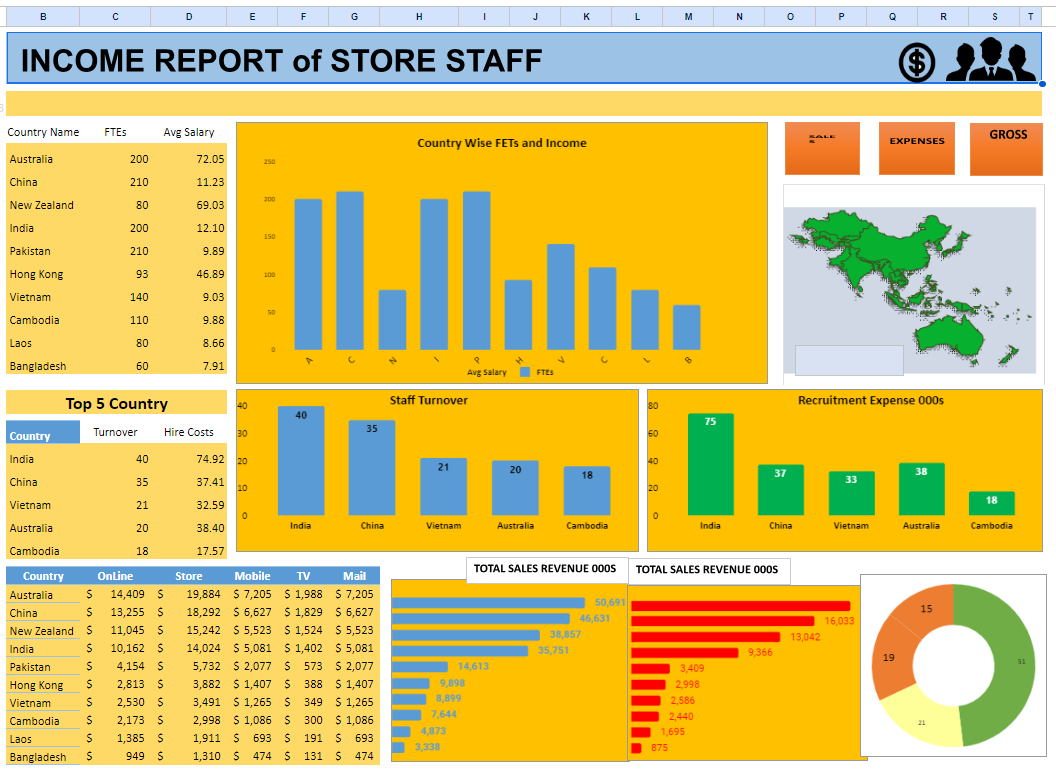 B C D E F G H I J K L M N O P Q R S T
INCOME REPORT of STORE STAFF
$
Country Name FTEs Avg Salary
Australia 200 72.05
China 210 11.23
New Zealand 80 69.03
India 200 12.10
Pakistan 210 9.89
Hong Kong 93 46.89
Vietnam 140 9.03
Cambodia 110 9.88
Laos 80 8.66
Bangladesh 60 7.91
Country Wise FETs and Income
250
200
150
100
50
0
A C N I P H V C L B
Avg Salary FTEs
SALE
S
EXPENSES
GROSS
Top 5 Country
Country Turnover Hire Costs
India 40 74.92
China 35 37.41
Vietnam 21 32.59
Australia 20 38.40
Cambodia 18 17.57
Staff Turnover
40
30
20
10
0
40 35 21 20 18
India China Vietnam Australia Cambodia
Recruitment Expense 000s
80
60
40
20
0
75 37 33 38 18
India China Vietnam Australia Cambodia
Country OnLine Store Mobile TV Mail
Australia $ 14,409 $ 19,884 $ 7,205 $ 1,988 $ 7,205
China $ 13,255 $ 18,292 $ 6,627 $ 1,829 $ 6,627
New Zealand $ 11,045 $ 15,242 $ 5,523 $ 1,524 $ 5,523
India $ 10,162 $ 14,024 $ 5,081 $ 1,402 $ 5,081
Pakistan $ 4,154 $ 5,732 $ 2,077 $ 573 $ 2,077
Hong Kong $ 2,813 $ 3,882 $ 1,407 $ 388 $ 1,407
Vietnam $ 2,530 $ 3,491 $ 1,265 $ 349 $ 1,265
Cambodia $ 2,173 $ 2,998 $ 1,086 $ 300 $ 1,086
Laos $ 1,385 $ 1,911 $ 693 $ 191 $ 693
Bangladesh $ 949 $ 1,310 $ 474 $ 131 $ 474
TOTAL SALES REVENUE 000S
50,691
46,631
38,857
35,751
14,613
9,898
8,899
7,644
4,873
3,338
TOTAL SALES REVENUE 000S
16,033
13,042
9,366
3,409
2,998
2,586
2,440
1,695
875
15
19
51
21